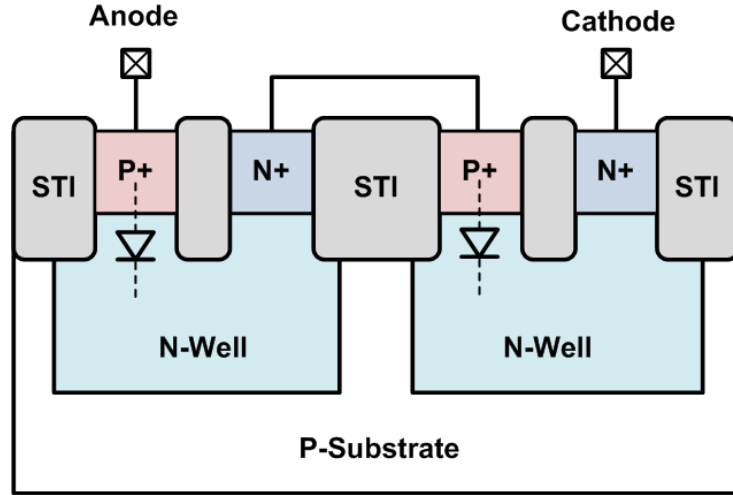 Anode
Cathode
STI
P+
N+
STI
P+
N+
STI
N-Well
N-Well
P-Substrate